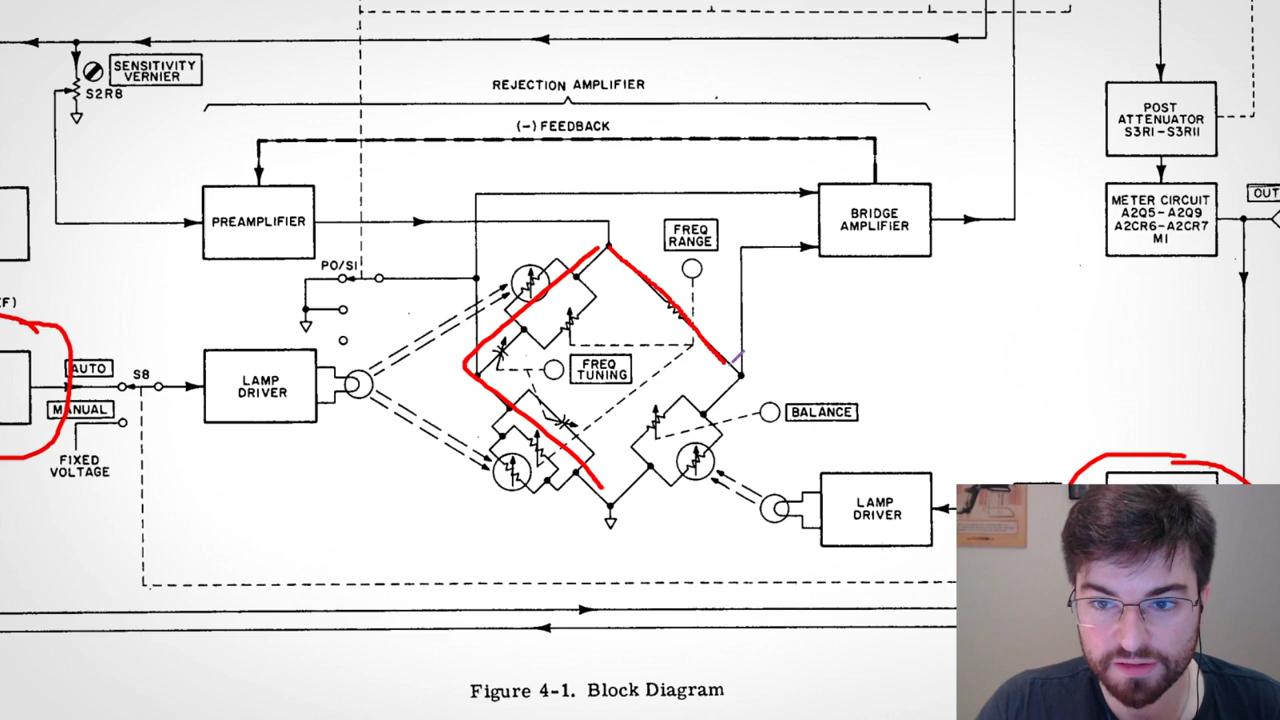 SENSITIVITY
VERNIER
S2R8
REJECTION AMPLIFIER
(-) FEEDBACK
POST
ATTENUATOR
S3R1-S3R11
PREAMPLIFIER
BRIDGE
AMPLIFIER
METER CIRCUIT
A2Q5-A2Q9
A2CR6-A2CR7
M1
OUT
FREQ
RANGE
PO/S1
F)
AUTO
S8
MANUAL
FIXED
VOLTAGE
LAMP
DRIVER
FREQ
TUNING
BALANCE
LAMP
DRIVER
Figure 4-1. Block Diagram